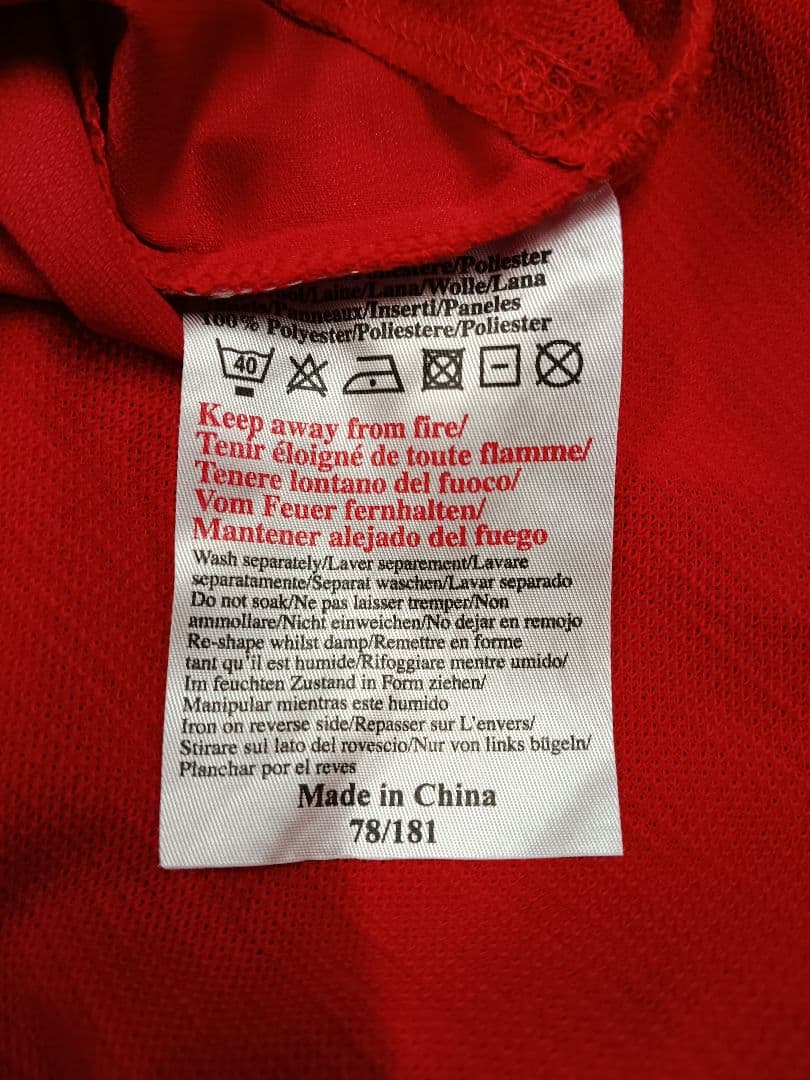 /Poliester
/Laine/Lana/Wolle/Lana
/Panneaux/Inserti/Paneles
100% Polyester/Poliestere/Poliester
40
Keep away from fire/
Tenir éloigné de toute flamme/
Tenere lontano del fuoco/
Vom Feuer fernhalten/
Mantener alejado del fuego
Wash separately/Laver separement/Lavare
separatamente/Separat waschen/Lavar separado
Do not soak/Ne pas laisser tremper/Non
ammollare/Nicht einweichen/No dejar en remojo
Re-shape whilst damp/Remettre en forme
tant qu'il est humide/Rifoggiare mentre umido/
Im feuchten Zustand in Form ziehen/
Manipular mientras este humido
Iron on reverse side/Repasser sur L'envers/
Stirare sul lato del rovescio/Nur von links bügeln/
Planchar por el reves
Made in China
78/181